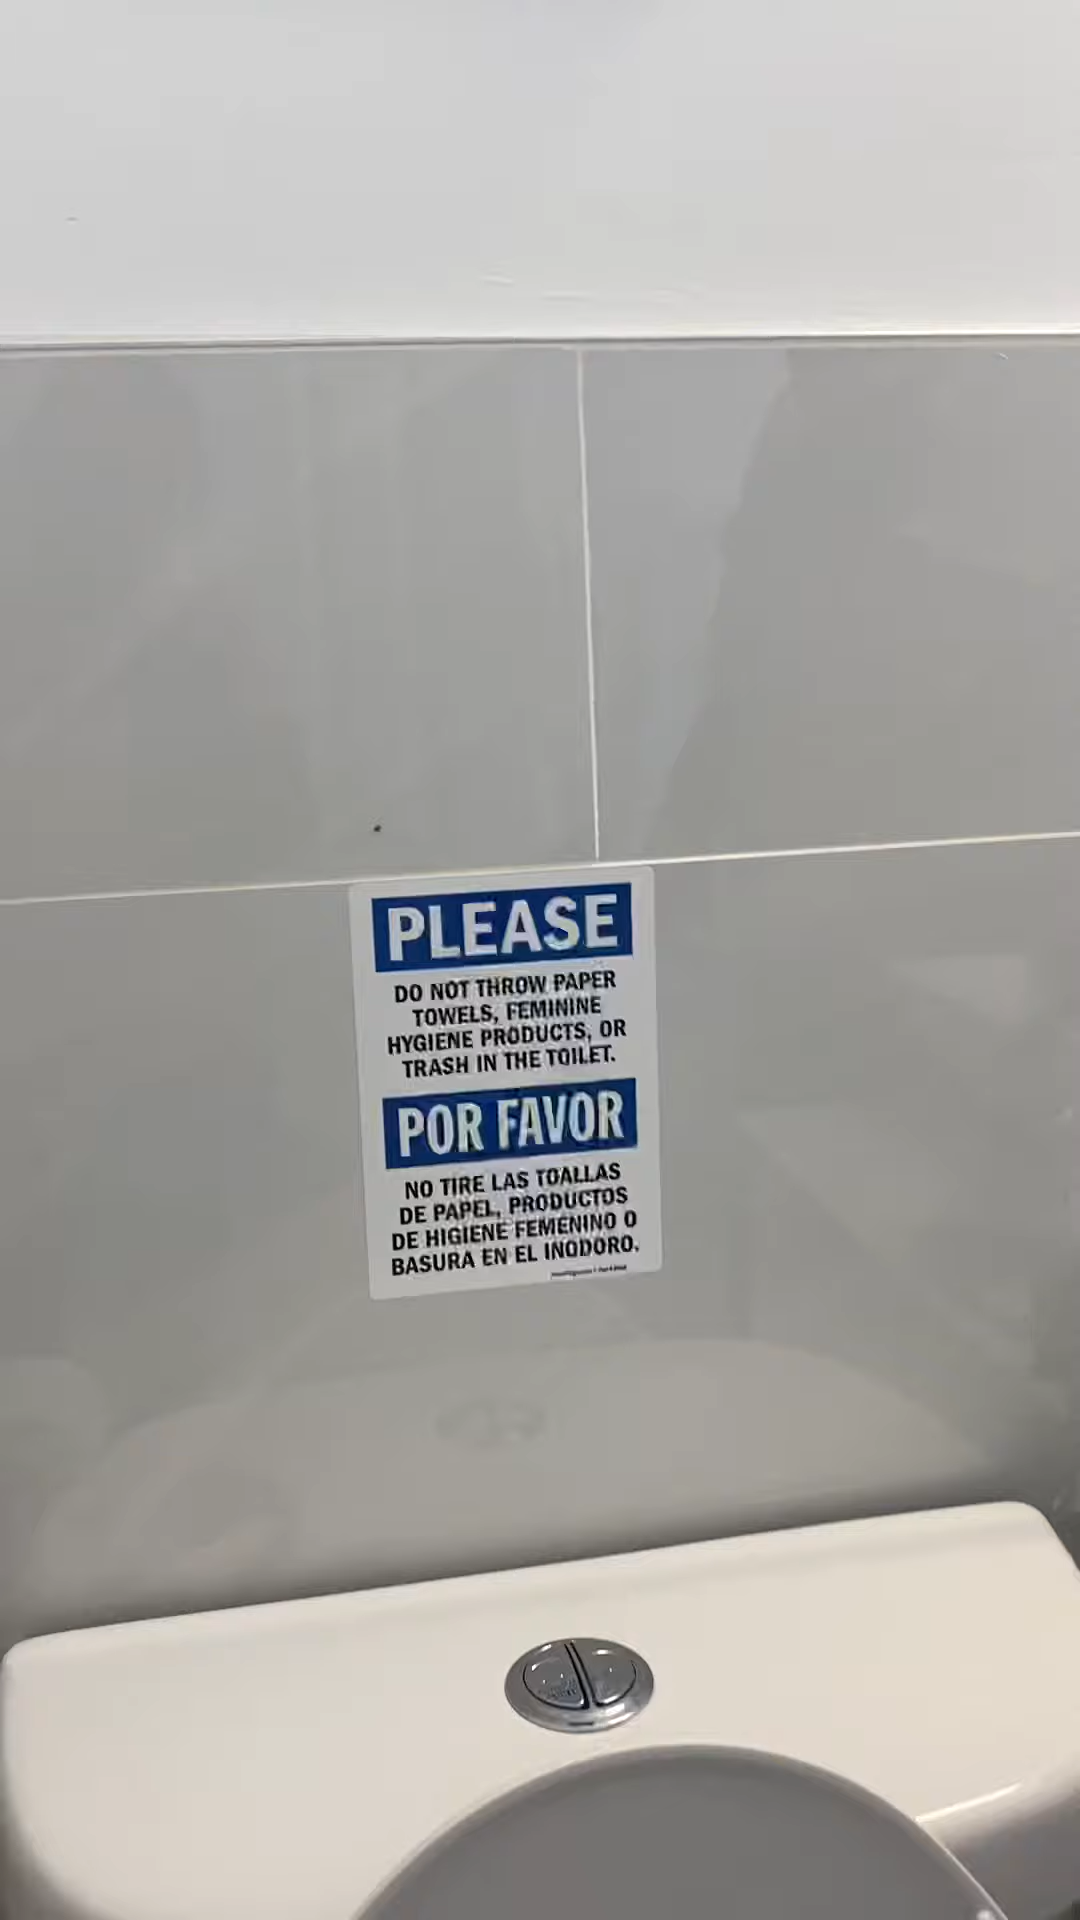 PLEASE
DO NOT THROW PAPER
TOWELS, FEMININE
HYGIENE PRODUCTS, OR
TRASH IN THE TOILET.
POR FAVOR
NO TIRE LAS TOALLAS
DE PAPEL, PRODUCTOS
DE HIGIENE FEMENINO O
BASURA EN EL INODORO.